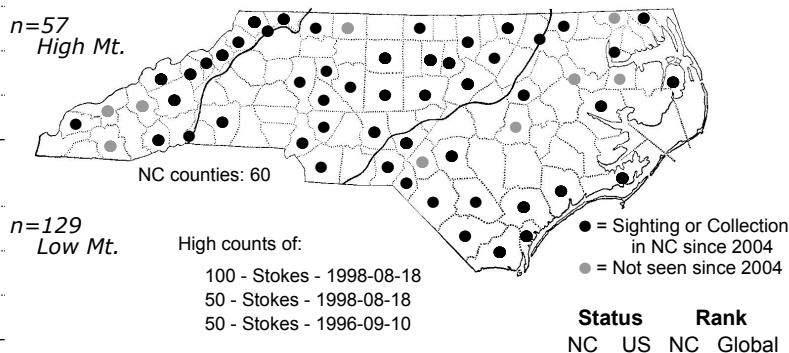 n=57
High Mt.
NC counties: 60
n=129
Low Mt.
High counts of:
100 - Stokes - 1998-08-18
50 - Stokes - 1998-08-18
50 - Stokes - 1996-09-10
● = Sighting or Collection
in NC since 2004
● = Not seen since 2004
Status Rank
NC US NC Global